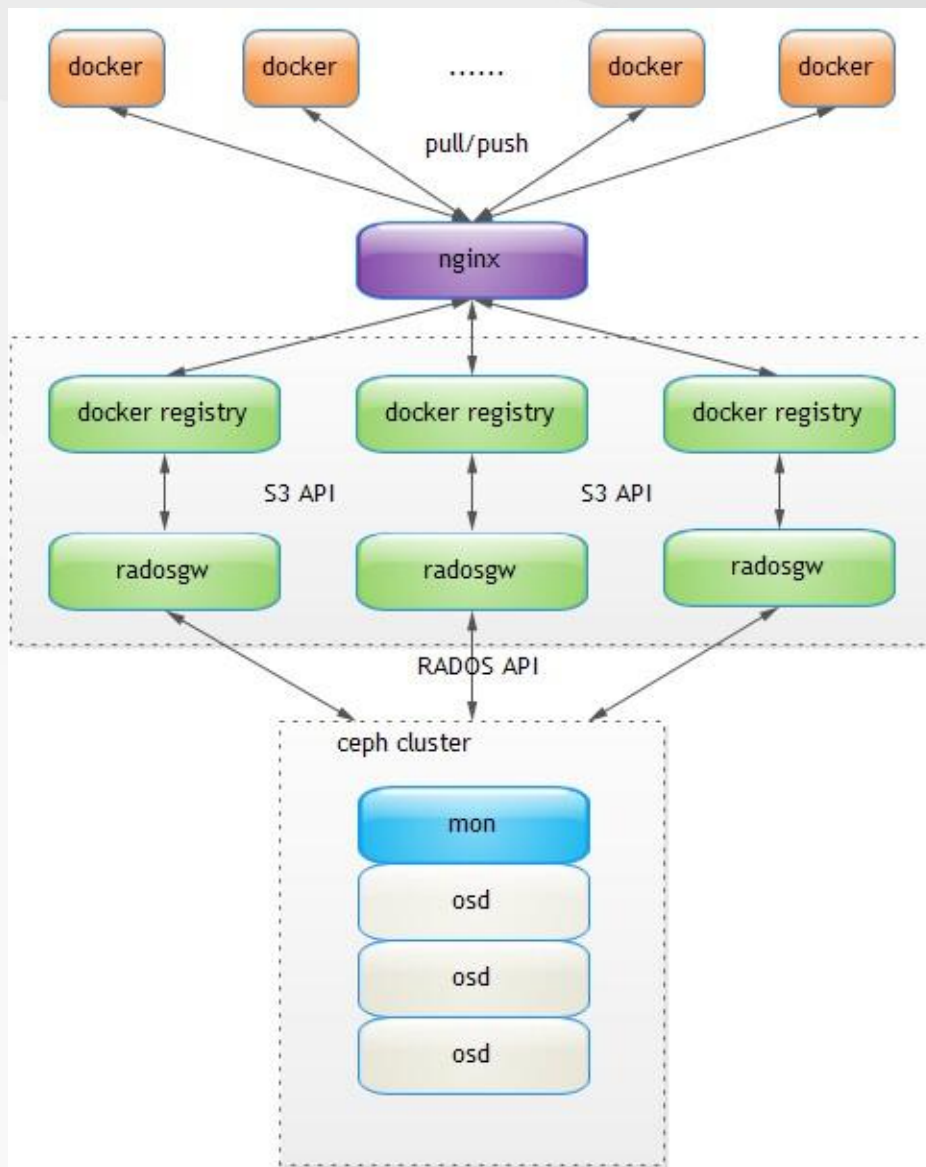 docker docker ...... docker docker
pull/push
nginx
docker registry docker registry docker registry
S3 API S3 API
radosgw radosgw radosgw
RADOS API
ceph cluster
mon
osd
osd
osd